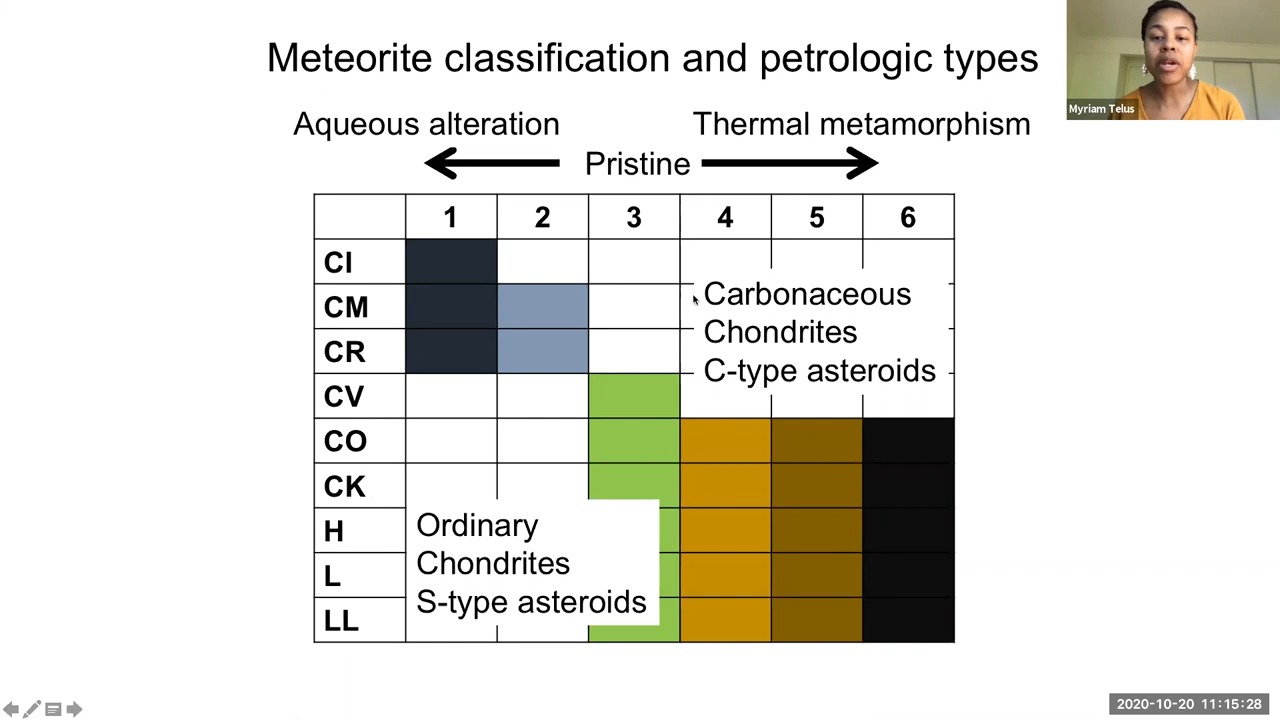 Meteorite classification and petrologic types
Myriam Telus
Aqueous alteration
Thermal metamorphism
Pristine
1 2 3 4 5 6
CI
CM
CR
CV
CO
CK
H
L
LL
Carbonaceous
Chondrites
C-type asteroids
Ordinary
Chondrites
S-type asteroids
2020-10-20 11:15:28